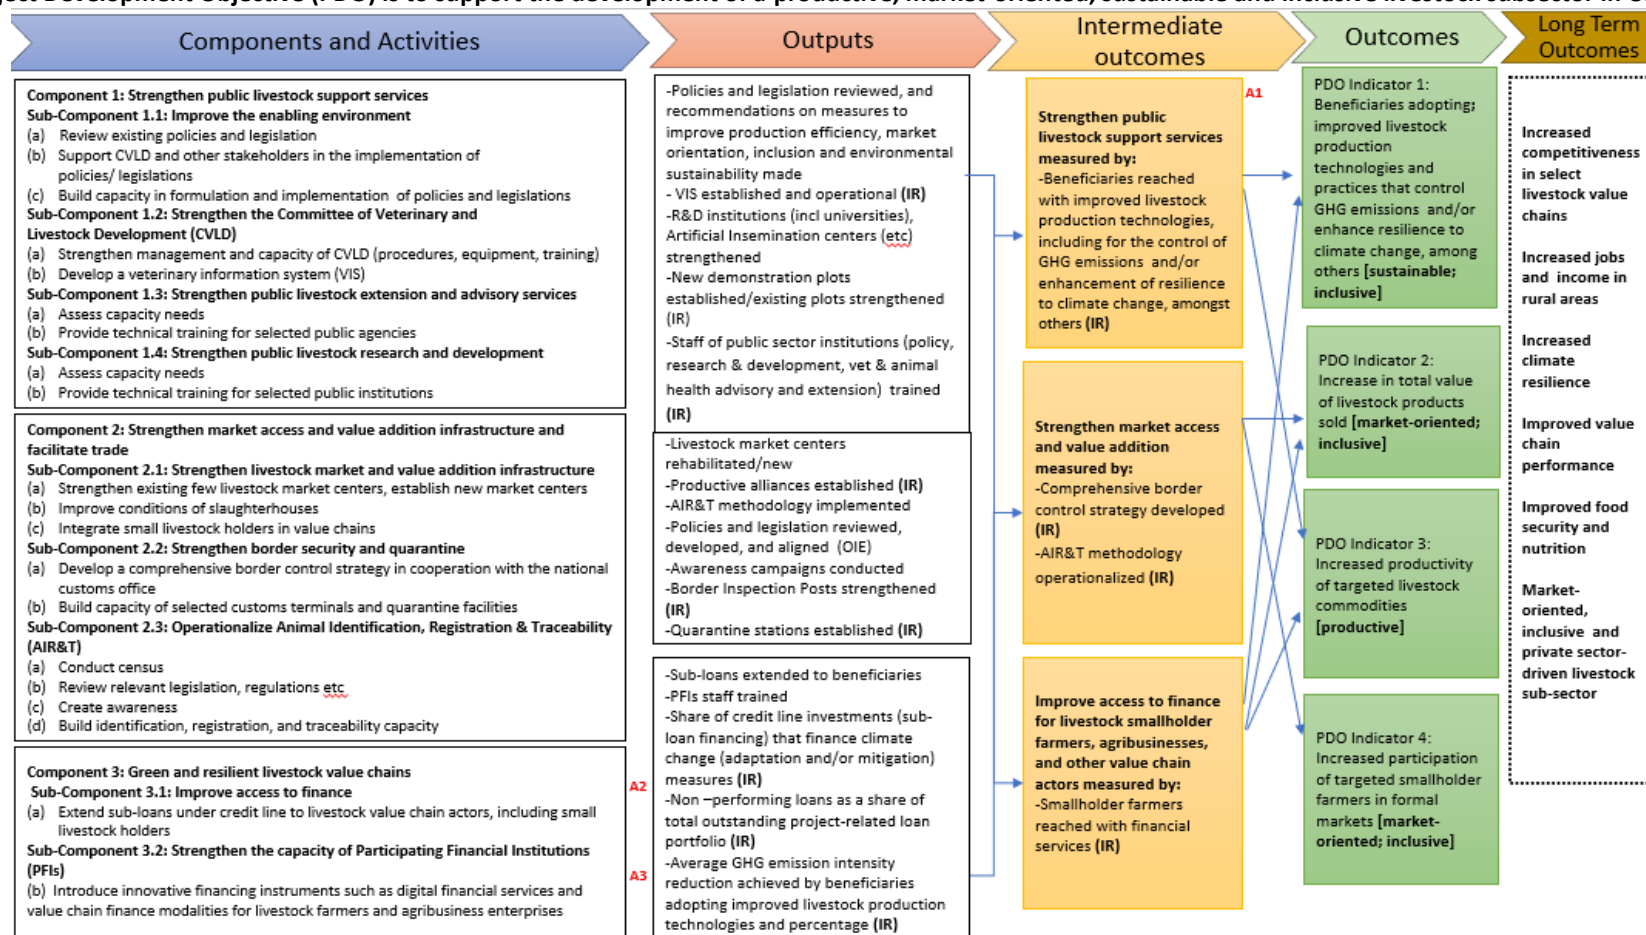 ject Development Objective (PDO) is to support the development of a productive, market-oriented, sustainable and inclusive livestock subsector in
Components and Activities
Outputs
Intermediate
outcomes
Outcomes
Long Term
Outcomes
Component 1: Strengthen public livestock support services
Sub-Component 1.1: Improve the enabling environment
(a) Review existing policies and legislation
(b) Support CVLD and other stakeholders in the implementation of
policies/ legislations
(c) Build capacity in formulation and implementation of policies and legislations
Sub-Component 1.2: Strengthen the Committee of Veterinary and
Livestock Development (CVLD)
(a) Strengthen management and capacity of CVLD (procedures, equipment, training)
(b) Develop a veterinary information system (VIS)
Sub-Component 1.3: Strengthen public livestock extension and advisory services
(a) Assess capacity needs
(b) Provide technical training for selected public agencies
Sub-Component 1.4: Strengthen public livestock research and development
(a) Assess capacity needs
(b) Provide technical training for selected public institutions
Component 2: Strengthen market access and value addition infrastructure and
facilitate trade
Sub-Component 2.1: Strengthen livestock market and value addition infrastructure
(a) Strengthen existing few livestock market centers, establish new market centers
(b) Improve conditions of slaughterhouses
(c) Integrate small livestock holders in value chains
Sub-Component 2.2: Strengthen border security and quarantine
(a) Develop a comprehensive border control strategy in cooperation with the national
customs office
(b) Build capacity of selected customs terminals and quarantine facilities
Sub-Component 2.3: Operationalize Animal Identification, Registration & Traceability
(AIR&T)
(a) Conduct census
(b) Review relevant legislation, regulations etc
(c) Create awareness
(d) Build identification, registration, and traceability capacity
Component 3: Green and resilient livestock value chains
Sub-Component 3.1: Improve access to finance
(a) Extend sub-loans under credit line to livestock value chain actors, including small
livestock holders
Sub-Component 3.2: Strengthen the capacity of Participating Financial Institutions
(PFIs)
(b) Introduce innovative financing instruments such as digital financial services and
value chain finance modalities for livestock farmers and agribusiness enterprises
A2
A3
-Policies and legislation reviewed, and
recommendations on measures to
improve production efficiency, market
orientation, inclusion and environmental
sustainability made
- VIS established and operational (IR)
-R&D institutions (incl universities),
Artificial Insemination centers (etc)
strengthened
-New demonstration plots
established/existing plots strengthened
(IR)
-Staff of public sector institutions (policy,
research & development, vet & animal
health advisory and extension) trained
(IR)
-Livestock market centers
rehabilitated/new
-Productive alliances established (IR)
-AIR&T methodology implemented
-Policies and legislation reviewed,
developed, and aligned (OIE)
-Awareness campaigns conducted
-Border Inspection Posts strengthened
(IR)
-Quarantine stations established (IR)
-Sub-loans extended to beneficiaries
-PFIs staff trained
-Share of credit line investments (sub-
loan financing) that finance climate
change (adaptation and/or mitigation)
measures (IR)
-Non –performing loans as a share of
total outstanding project-related loan
portfolio (IR)
-Average GHG emission intensity
reduction achieved by beneficiaries
adopting improved livestock production
technologies and percentage (IR)
Strengthen public
livestock support services
measured by:
-Beneficiaries reached
with improved livestock
production technologies,
including for the control of
GHG emissions and/or
enhancement of resilience
to climate change, amongst
others (IR)
A1
Strengthen market access
and value addition
measured by:
-Comprehensive border
control strategy developed
(IR)
-AIR&T methodology
operationalized (IR)
Improve access to finance
for livestock smallholder
farmers, agribusinesses,
and other value chain
actors measured by:
-Smallholder farmers
reached with financial
services (IR)
PDO Indicator 1:
Beneficiaries adopting;
improved livestock
production
technologies and
practices that control
GHG emissions and/or
enhance resilience to
climate change, among
others [sustainable;
inclusive]
PDO Indicator 2:
Increase in total value
of livestock products
sold [market-oriented;
inclusive]
PDO Indicator 3:
Increased productivity
of targeted livestock
commodities
[productive]
PDO Indicator 4:
Increased participation
of targeted smallholder
farmers in formal
markets [market-
oriented; inclusive]
Increased
competitiveness
in select
livestock value
chains
Increased jobs
and income in
rural areas
Increased
climate
resilience
Improved value
chain
performance
Improved food
security and
nutrition
Market-
oriented,
inclusive and
private sector-
driven livestock
sub-sector